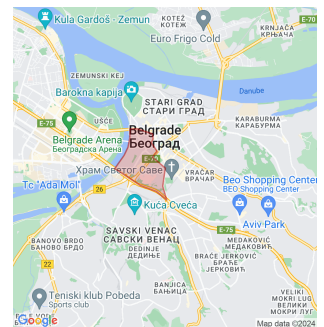 Kula Gardoš - Zemun
КОТЕЖ
KOTEŽ
KRNJAČA
КРЊАЧА
Euro Frigo Cold
ZEMUNSKI KEJ
Barokna kapija
Danube
STARI GRAD
СТАРИ ГРАД
KARABURMA
КАРАБУРМА
UŠĆE
УШЋЕ
E-75
Belgrade
Београд
Belgrade Arena
Београдска Арена
E-75
Храм Светог Саве
VRAČAR
ВРАЧАР
Beo Shopping Center
BEO Shopping Center
Tc "Ada Mol"
Kuća Cveća
E-75
Aviv Park
SAVSKI VENAC
САВСКИ ВЕНАЦ
BANOVO BRDO
БАНОВО БРДО
DEDINJE
ДЕДИЊЕ
MEDAKOVIĆ
МЕДАКОВИЋ
BRAĆE JERKOVIĆ
БРАЋЕ
ЈЕРКОВИЋ
BANJICA
БАЊИЦА
VELIKI
MOKRI LUG
ВЕЛИКИ
МОКРИ
ЛУГ
Teniski klub Pobeda
Sports club
Google
Map data ©2024